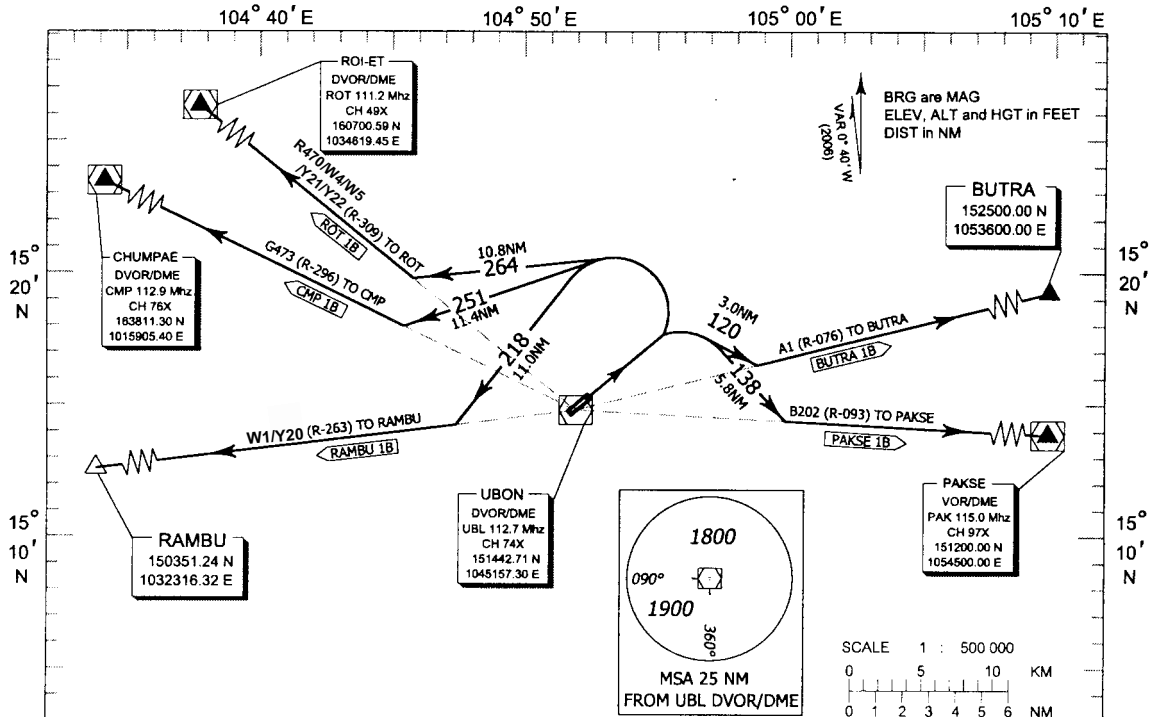 104° 40' E
104° 50' E
105° 00' E
105° 10' E
ROI-ET
DVOR/DME
ROT 111.2 Mhz
CH 49X
160700.59 N
1034619.45 E
VAR 0° 40' W
(2006)
BRG are MAG
ELEV, ALT and HGT in FEET
DIST in NM
BUTRA
152500.00 N
1053600.00 E
R470/W4/W5
/Y21/Y22 (R-309) TO ROT
ROT 1B
15°
20'
N
CHUMPAE
DVOR/DME
CMP 112.9 Mhz
CH 76X
163811.30 N
1015905.40 E
G473 (R-296) TO CMP
CMP 1B
10.8NM
264
251
11.4NM
218
11.0NM
3.0NM
120
138
5.8NM
A1 (R-076) TO BUTRA
BUTRA 1B
15°
20'
N
B202 (R-093) TO PAKSE
PAKSE 1B
W1/Y20 (R-263) TO RAMBU
RAMBU 1B
RAMBU
150351.24 N
1032316.32 E
15°
10'
N
UBON
DVOR/DME
UBL 112.7 Mhz
CH 74X
151442.71 N
1045157.30 E
1800
090°
1900
360°
MSA 25 NM
FROM UBL DVOR/DME
PAKSE
VOR/DME
PAK 115.0 Mhz
CH 97X
151200.00 N
1054500.00 E
15°
10'
N
SCALE 1 : 500 000
0 5 10 KM
0 1 2 3 4 5 6 NM